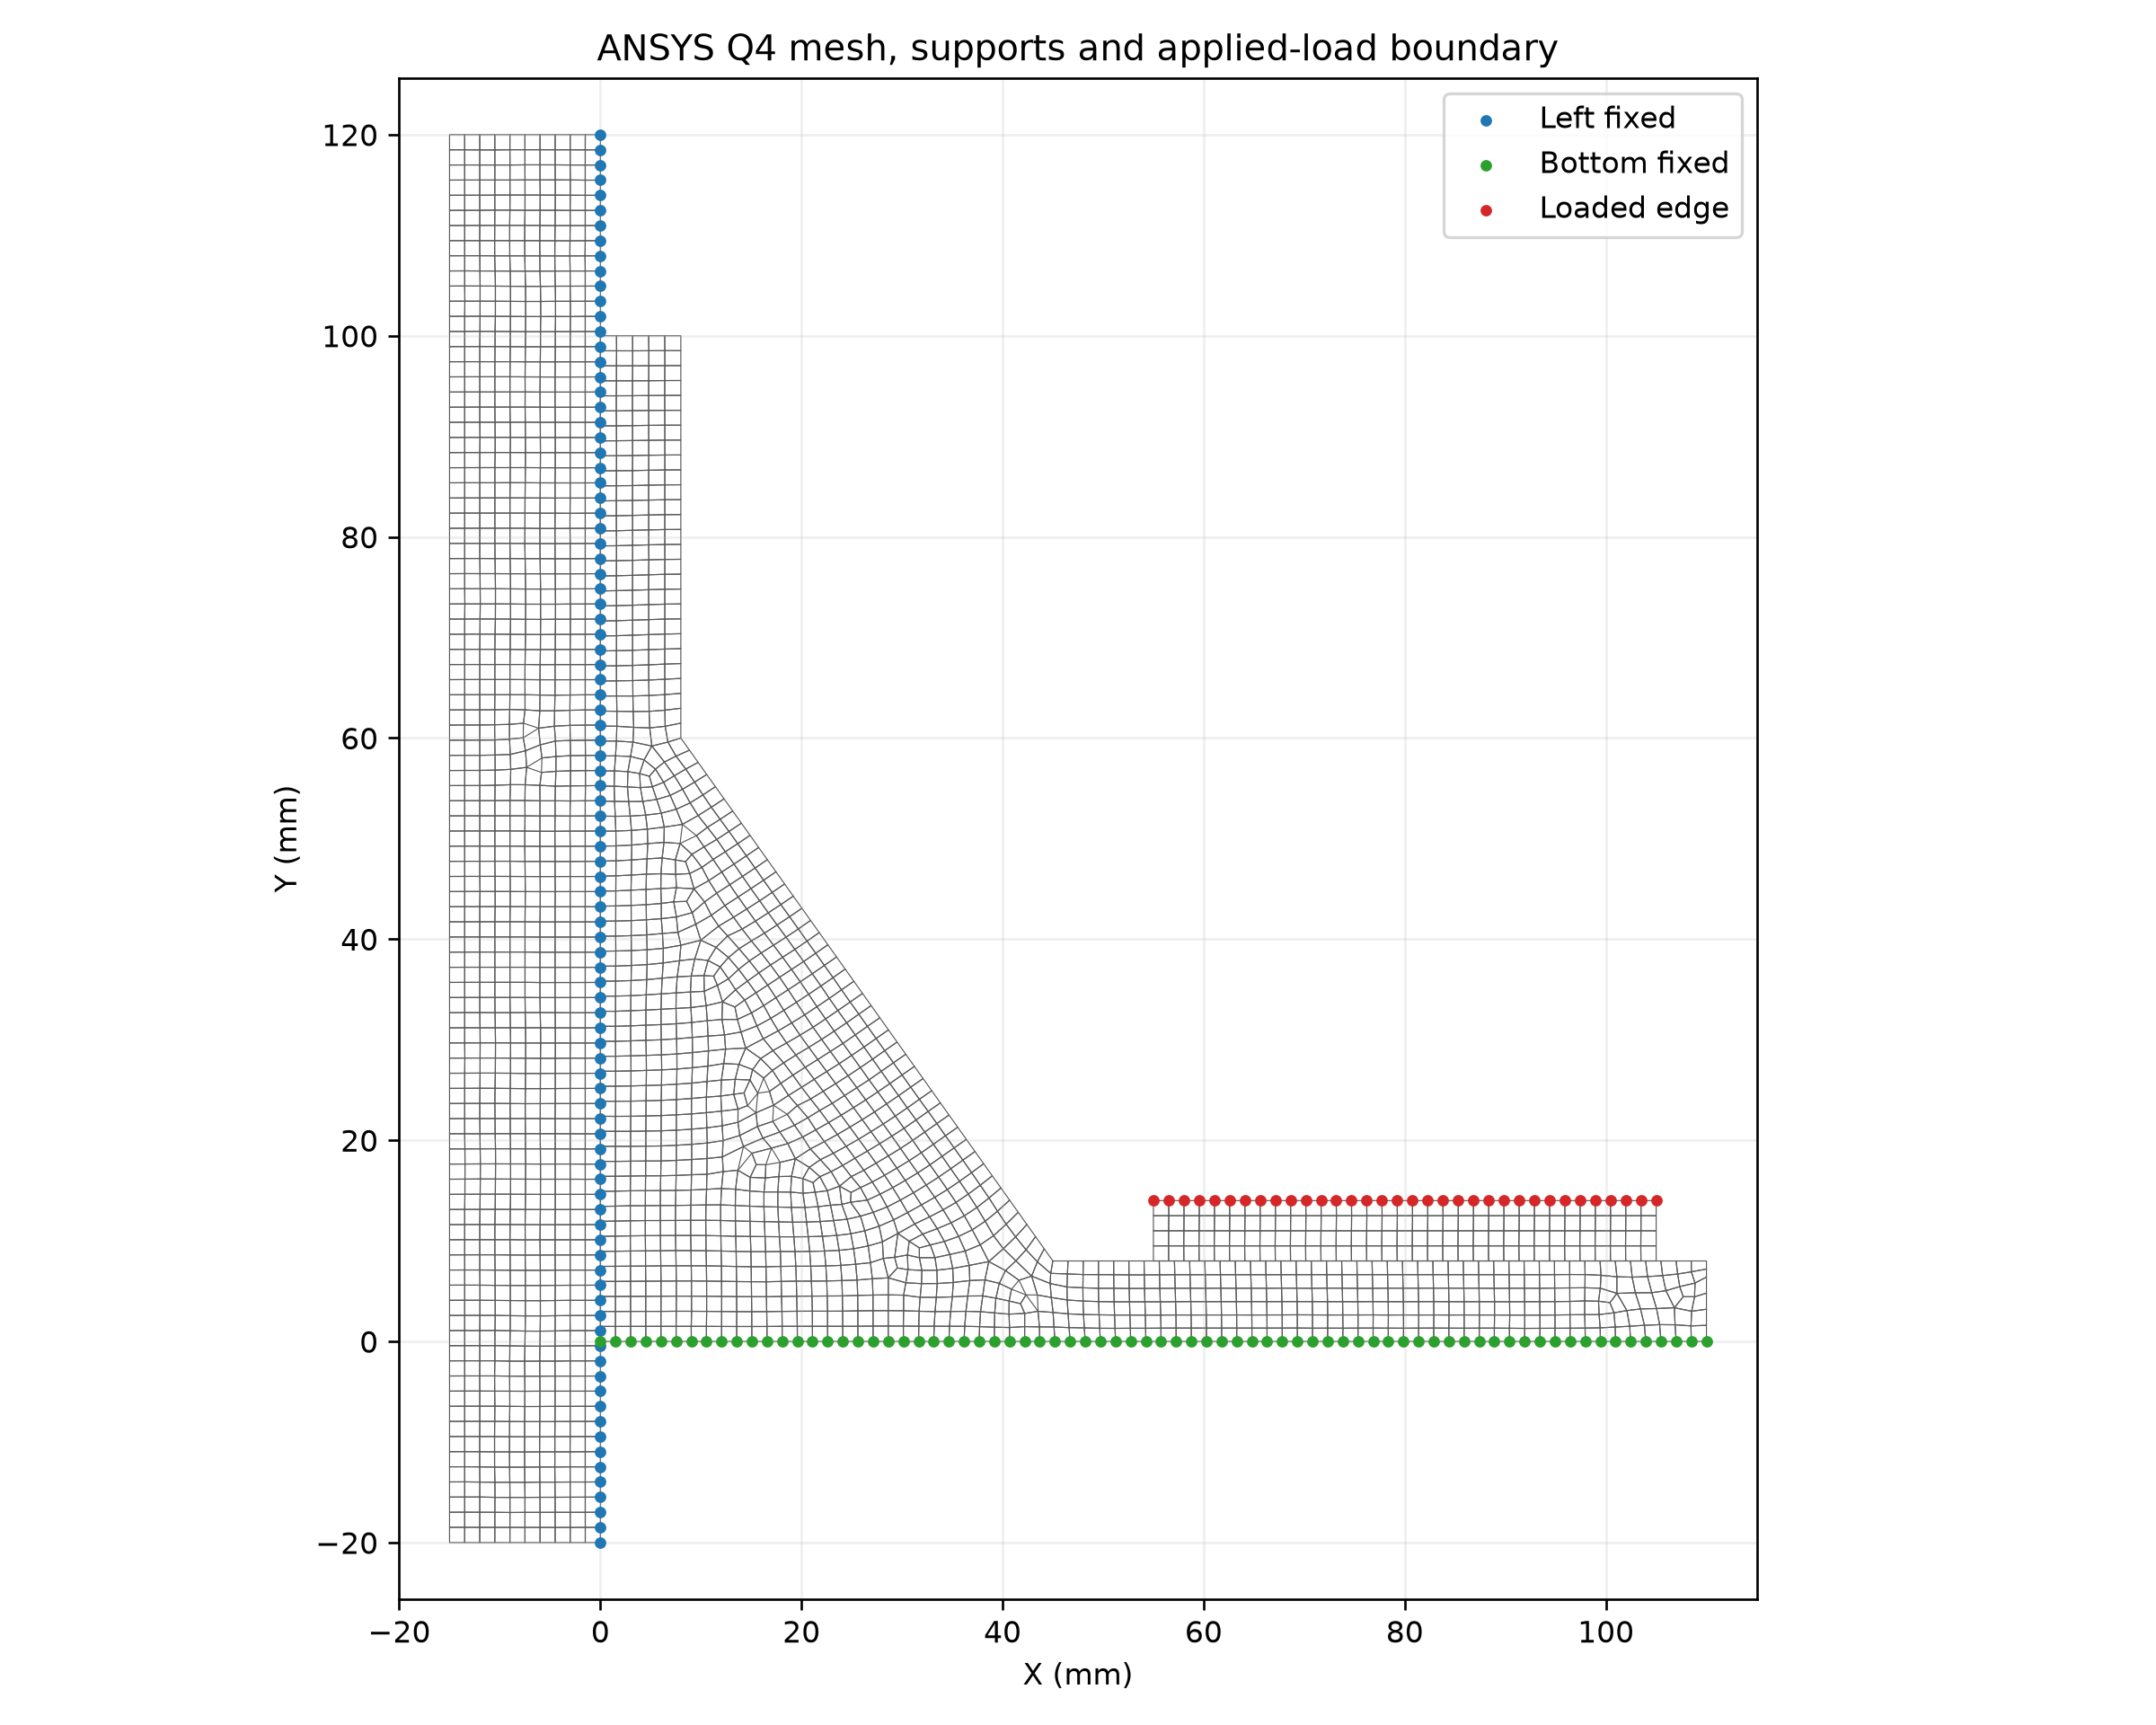 ANSYS Q4 mesh, supports and applied-load boundary
Left fixed
Bottom fixed
Loaded edge
120
100
80
60
40
20
0
−20
Y (mm)
−20 0 20 40 60 80 100
X (mm)